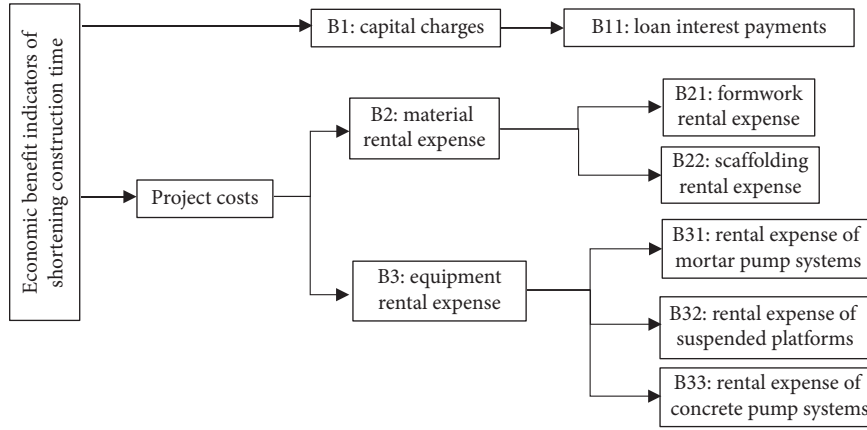 Economic benefit indicators of
shortening construction time
B1: capital charges
B11: loan interest payments
Project costs
B2: material
rental expense
B21: formwork
rental expense
B22: scaffolding
rental expense
B3: equipment
rental expense
B31: rental expense of
mortar pump systems
B32: rental expense of
suspended platforms
B33: rental expense of
concrete pump systems